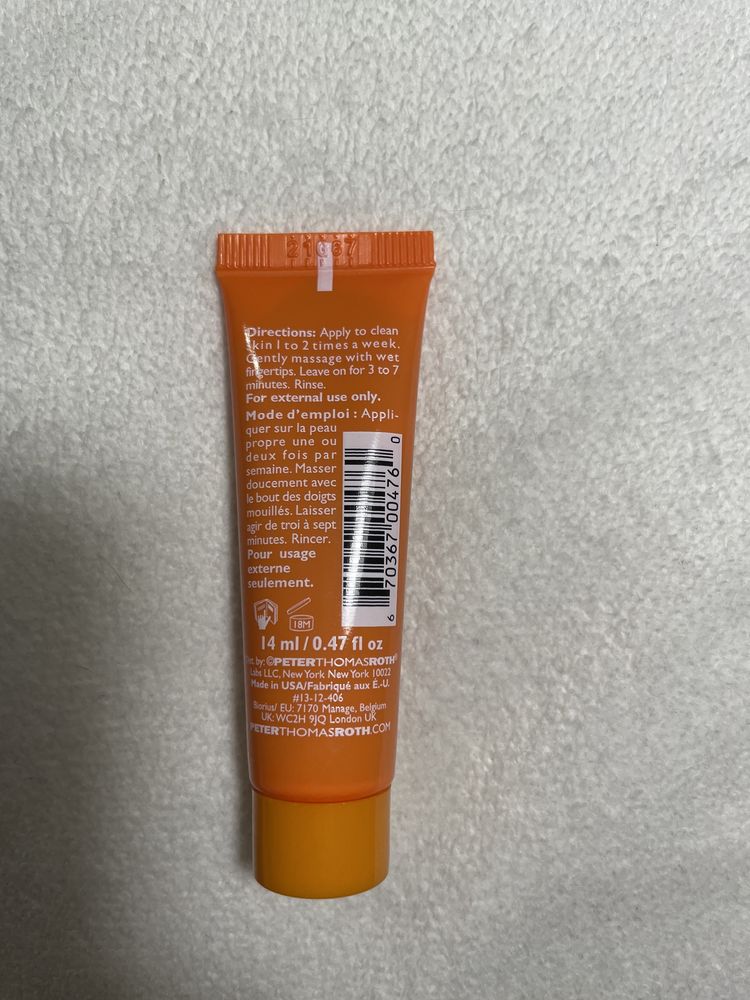 21067
Directions: Apply to clean
skin 1 to 2 times a week.
Gently massage with wet
fingertips. Leave on for 3 to 7
minutes. Rinse.
For external use only.
Mode d'emploi : Appli-
quer sur la peau
propre une ou
deux fois par
semaine. Masser
doucement avec
le bout des doigts
mouillés. Laisser
agir de troi à sept
minutes. Rincer.
Pour usage
externe
seulement.
6 70367 00476 0
18M
14 ml / 0.47 fl oz
Dist. by: ©PETERTHOMASROTH®
Labs LLC, New York New York 10022
Made in USA/Fabriqué aux É.-U.
#13-12-406
Biorius/ EU: 7170 Manage, Belgium
UK: WC2H 9JQ London UK
PETERTHOMASROTH.COM